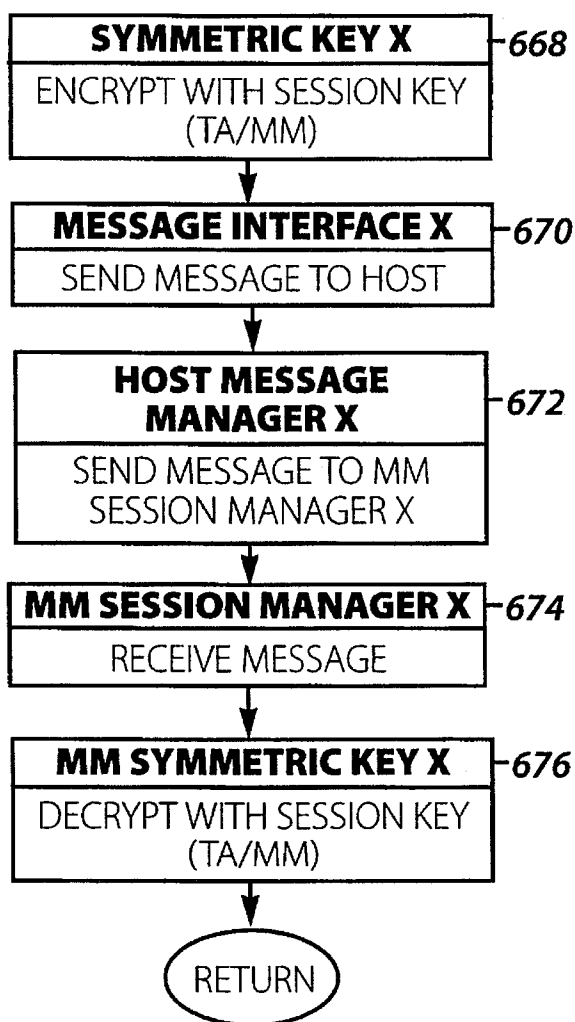 SYMMETRIC KEY X
668
ENCRYPT WITH SESSION KEY
(TA/MM)
MESSAGE INTERFACE X
670
SEND MESSAGE TO HOST
HOST MESSAGE
MANAGER X
672
SEND MESSAGE TO MM
SESSION MANAGER X
MM SESSION MANAGER X
674
RECEIVE MESSAGE
MM SYMMETRIC KEY X
676
DECRYPT WITH SESSION KEY
(TA/MM)
RETURN